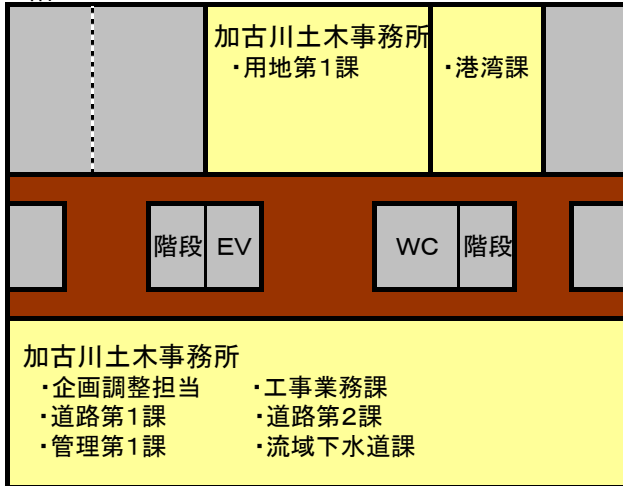 加古川土木事務所
・用地第1課
・港湾課
階段
EV
WC
階段
加古川土木事務所
・企画調整担当 ・工事業務課
・道路第1課 ・道路第2課
・管理第1課 ・流域下水道課